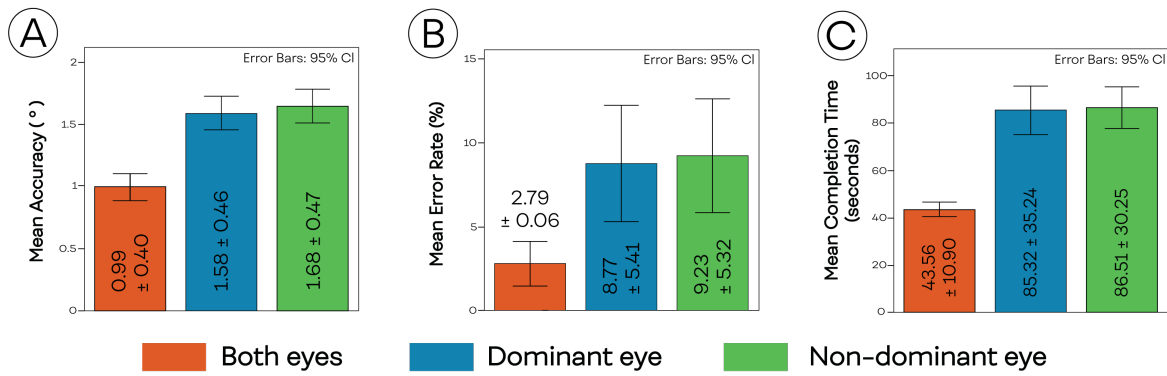 A
Error Bars: 95% CI
Mean Accuracy (°)
2
1.5
1
0.5
0
0.99
± 0.40
1.58 ± 0.46
1.68 ± 0.47
B
Error Bars: 95% CI
Mean Error Rate (%)
15
10
5
0
2.79
± 0.06
8.77
± 5.41
9.23
± 5.32
C
Error Bars: 95% CI
Mean Completion Time
(seconds)
100
80
60
40
20
0
43.56
± 10.90
85.32 ± 35.24
86.51 ± 30.25
Both eyes
Dominant eye
Non-dominant eye